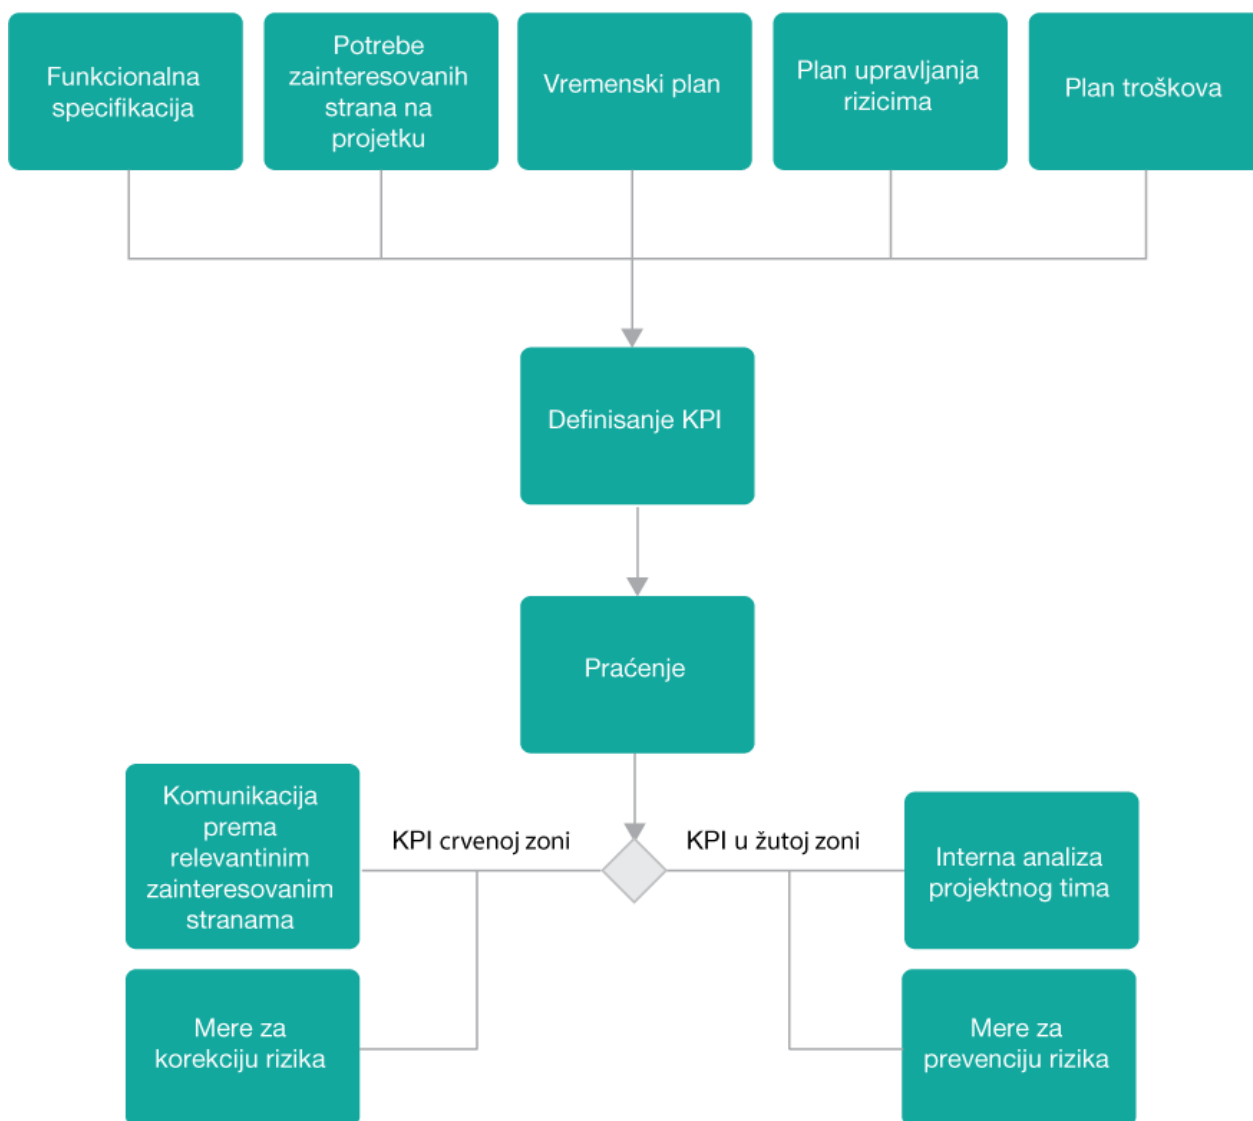 Funkcionalna
specifikacija
Potrebe
zainteresovanih
strana na
projetku
Vremenski plan
Plan upravljanja
rizicima
Plan troškova
Definisanje KPI
Praćenje
Komunikacija
prema
relevantinim
zainteresovanim
stranama
KPI crvenoj zoni
KPI u žutoj zoni
Interna analiza
projektnog tima
Mere za
korekciju rizika
Mere za
prevenciju rizika